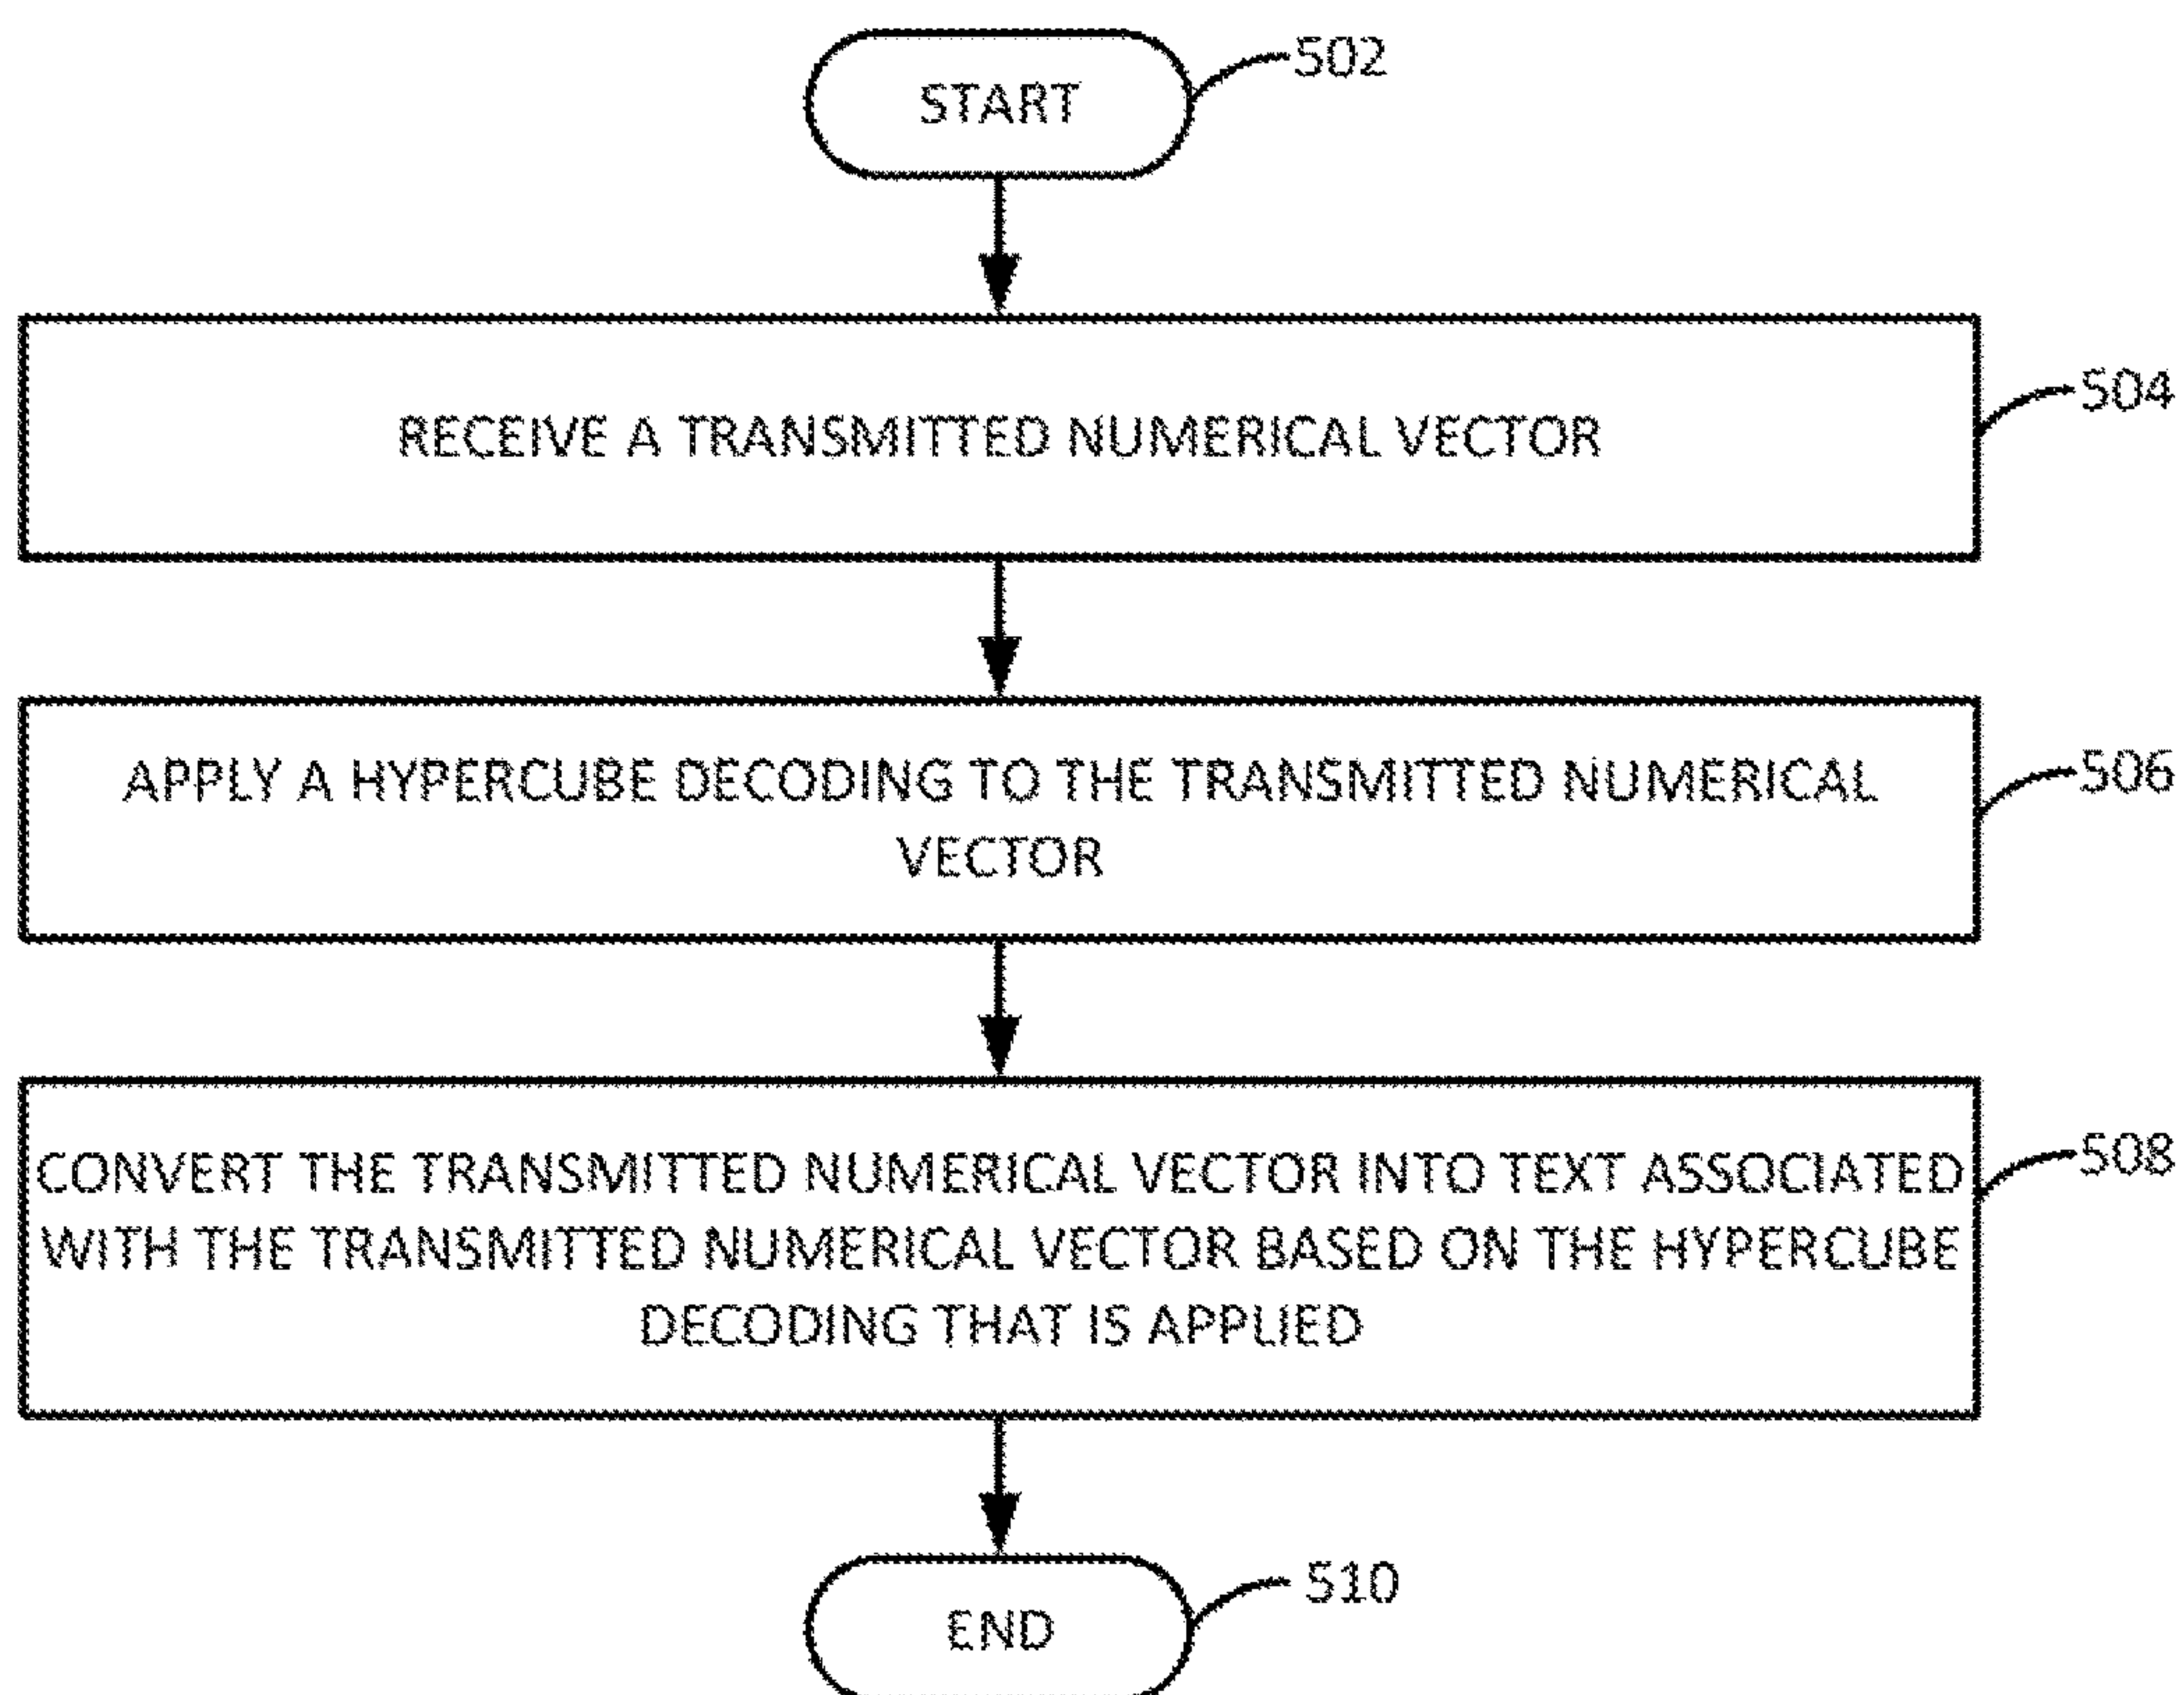 START
502
RECEIVE A TRANSMITTED NUMERICAL VECTOR
504
APPLY A HYPERCUBE DECODING TO THE TRANSMITTED NUMERICAL
VECTOR
506
CONVERT THE TRANSMITTED NUMERICAL VECTOR INTO TEXT ASSOCIATED
WITH THE TRANSMITTED NUMERICAL VECTOR BASED ON THE HYPERCUBE
DECODING THAT IS APPLIED
508
END
510